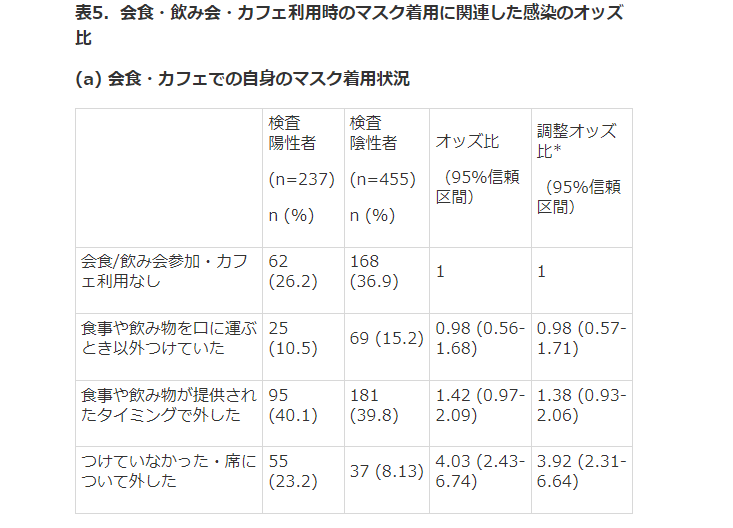 表5. 会食・飲み会・カフェ利用時のマスク着用に関連した感染のオッズ
比
(a) 会食・カフェでの自身のマスク着用状況
検査
陽性者
(n=237)
n (%)
検査
陰性者
(n=455)
n (%)
オッズ比
（95%信頼
区間）
調整オッズ
比*
（95%信頼
区間）
会食/飲み会参加・カフ
ェ利用なし
62
(26.2)
168
(36.9)
1
1
食事や飲み物を口に運ぶ
とき以外つけていた
25
(10.5)
69 (15.2)
0.98 (0.56-
1.68)
0.98 (0.57-
1.71)
食事や飲み物が提供され
たタイミングで外した
95
(40.1)
181
(39.8)
1.42 (0.97-
2.09)
1.38 (0.93-
2.06)
つけていなかった・席に
ついて外した
55
(23.2)
37 (8.13)
4.03 (2.43-
6.74)
3.92 (2.31-
6.64)